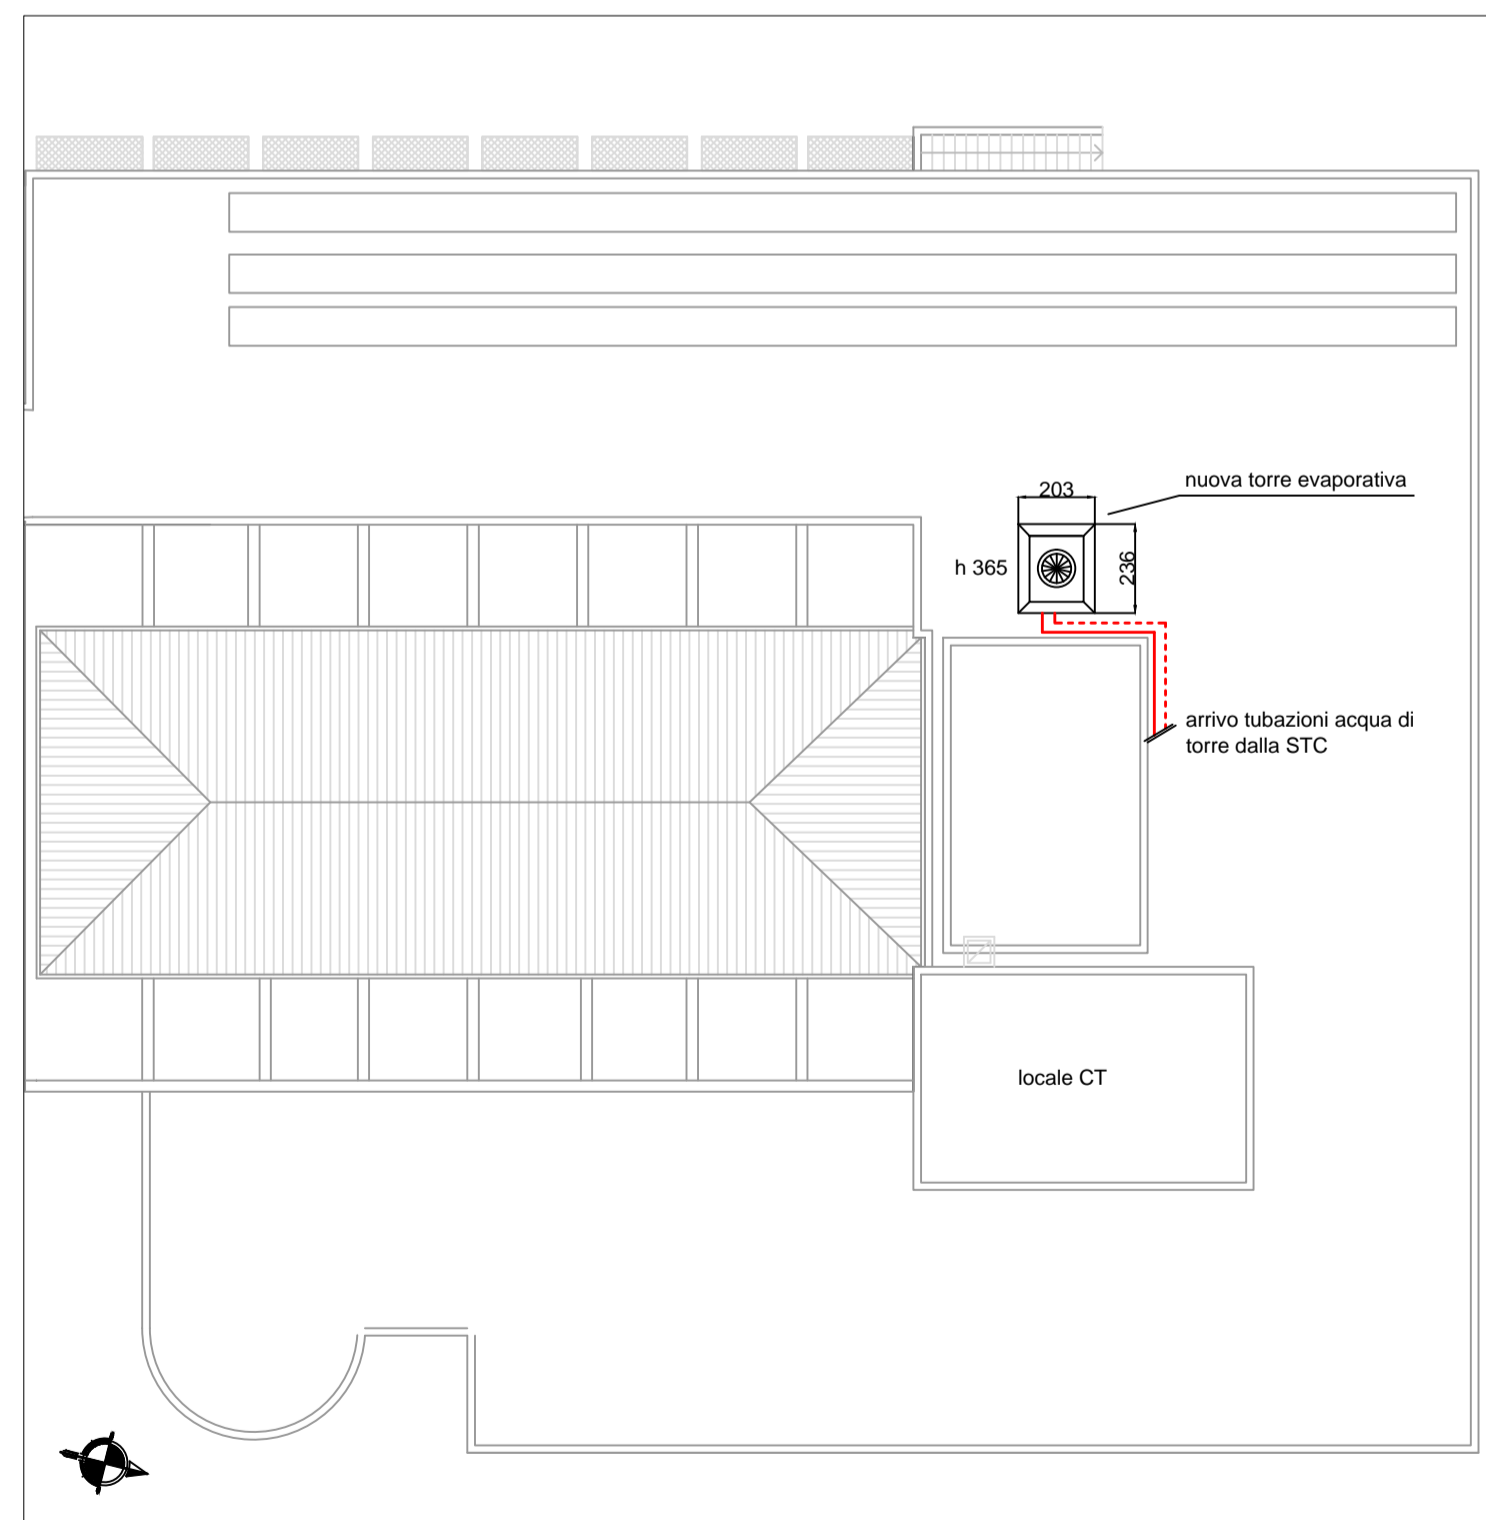 nuova torre evaporativa
203
h 365
236
arrivo tubazioni acqua di
torre dalla STC
locale CT